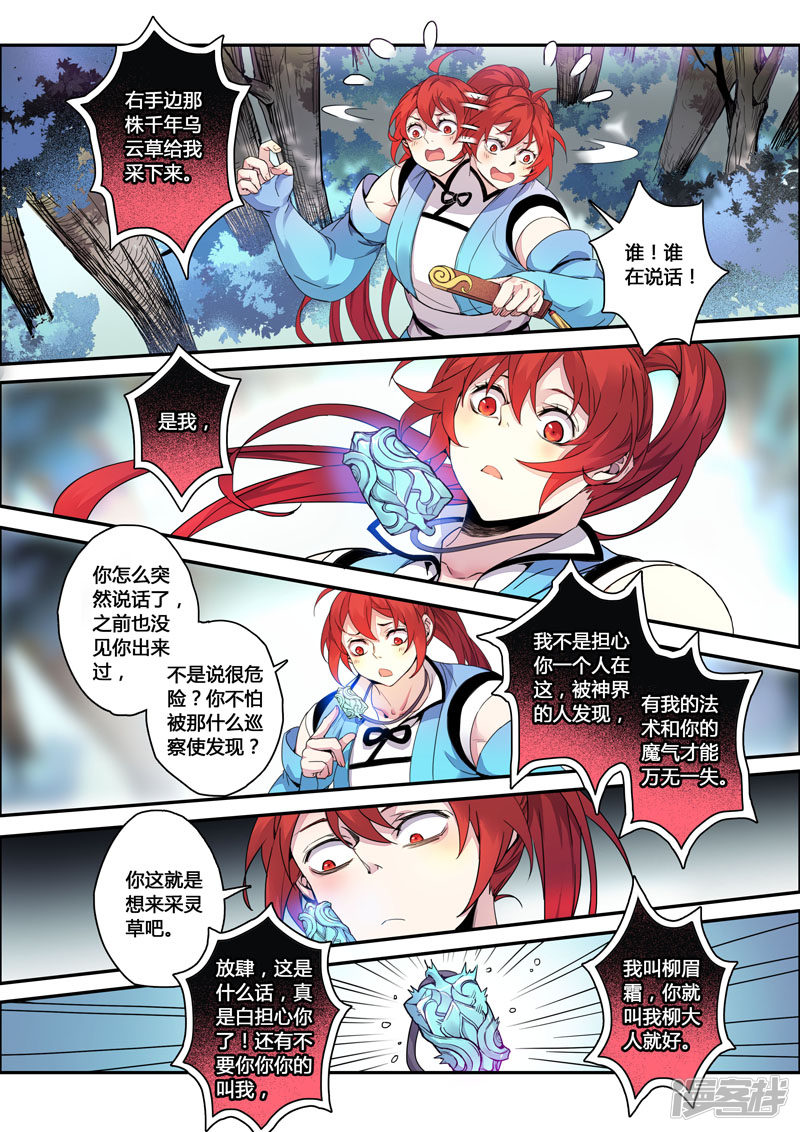 右手边那
株千年乌
云草给我
采下来。
谁！谁
在说话！
是我，
你怎么突
然说话了，
之前也没
见你出来
过，
不是说很危
险？你不怕
被那什么巡
察使发现？
我不是担心
你一个人在
这，被神界
的人发现，
有我的法
术和你的
魔气才能
万无一失。
你这就是
想来采灵
草吧。
放肆，这是
什么话，真
是白担心你
了！还有不
要你你你的
叫我，
我叫柳眉
霜，你就
叫我柳大
人就好。
漫客栈